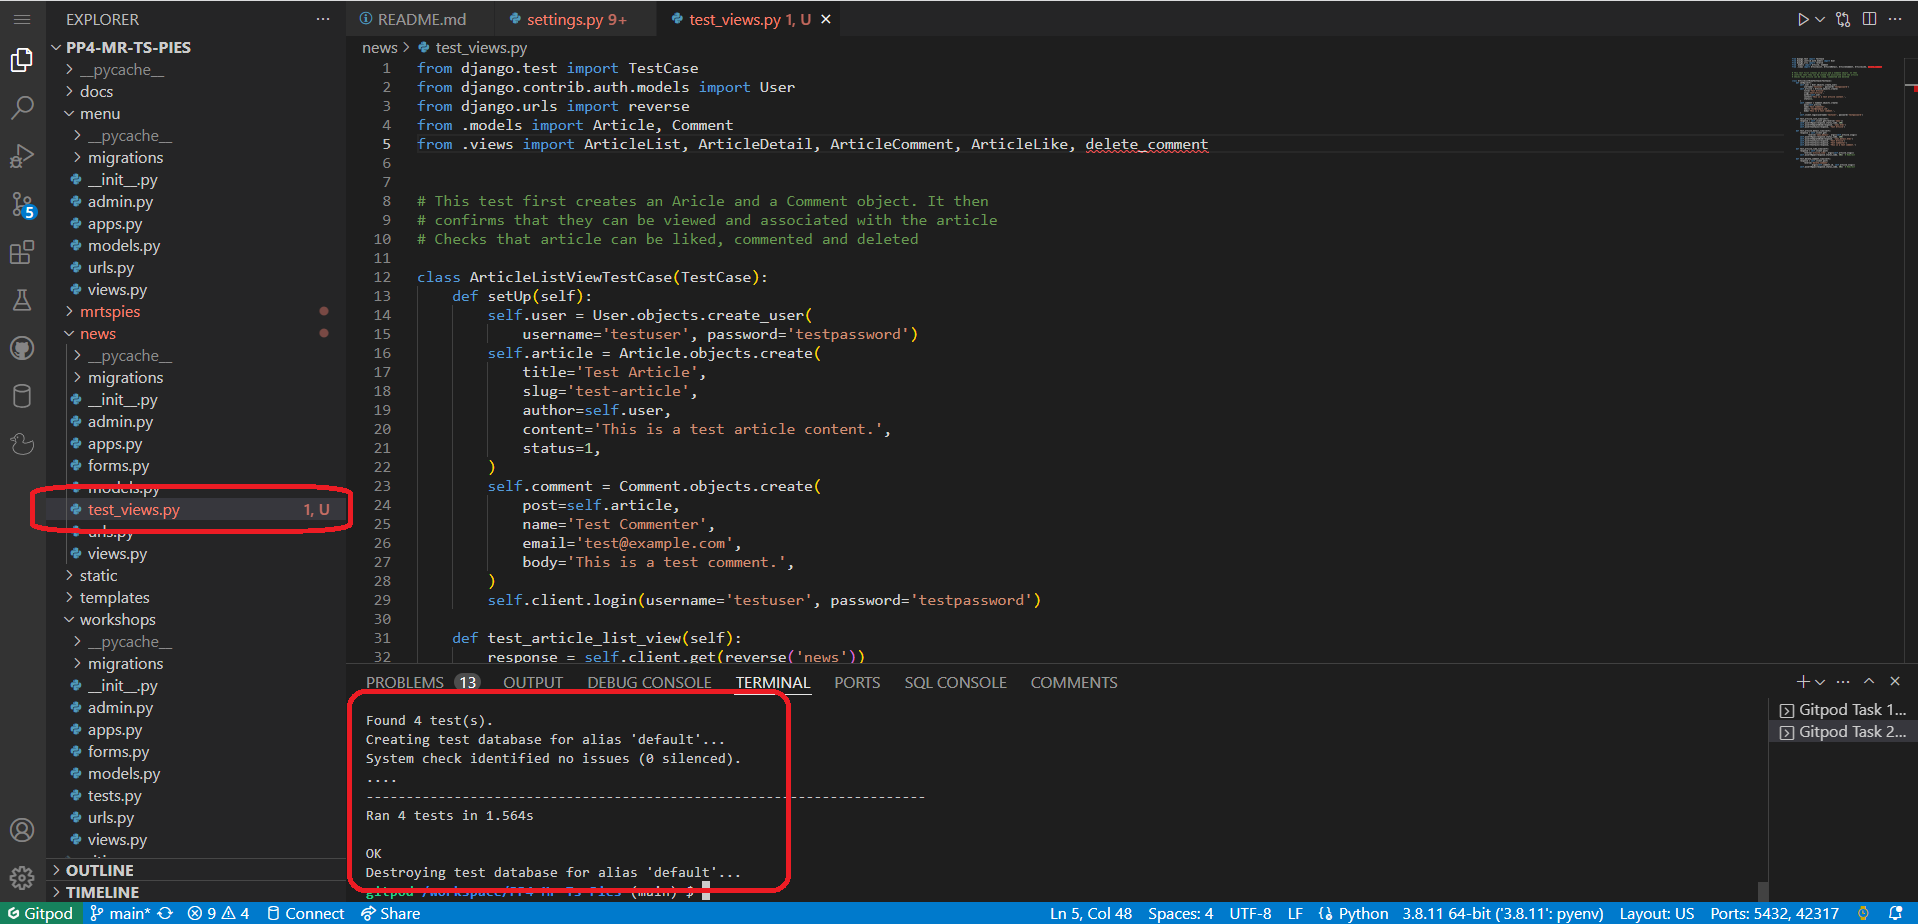 EXPLORER
PP4-MR-TS-PIES
__pycache__
docs
menu
__pycache__
migrations
__init__.py
admin.py
apps.py
models.py
urls.py
views.py
mrtspies
news
__pycache__
migrations
__init__.py
admin.py
apps.py
forms.py
models.py
test_views.py 1, U
urls.py
views.py
static
templates
workshops
__pycache__
migrations
__init__.py
admin.py
apps.py
forms.py
models.py
tests.py
urls.py
views.py
OUTLINE
TIMELINE
5
README.md
settings.py 9+
test_views.py 1, U
news > test_views.py
1 from django.test import TestCase
2 from django.contrib.auth.models import User
3 from django.urls import reverse
4 from .models import Article, Comment
5 from .views import ArticleList, ArticleDetail, ArticleComment, ArticleLike, delete_comment
6
7
8 # This test first creates an Aricle and a Comment object. It then
9 # confirms that they can be viewed and associated with the article
10 # Checks that article can be liked, commented and deleted
11
12 class ArticleListViewTestCase(TestCase):
13 def setUp(self):
14 self.user = User.objects.create_user(
15 username='testuser', password='testpassword')
16 self.article = Article.objects.create(
17 title='Test Article',
18 slug='test-article',
19 author=self.user,
20 content='This is a test article content.',
21 status=1,
22 )
23 self.comment = Comment.objects.create(
24 post=self.article,
25 name='Test Commenter',
26 email='test@example.com',
27 body='This is a test comment.',
28 )
29 self.client.login(username='testuser', password='testpassword')
30
31 def test_article_list_view(self):
32 response = self.client.get(reverse('news'))
PROBLEMS 13 OUTPUT DEBUG CONSOLE TERMINAL PORTS SQL CONSOLE COMMENTS
Found 4 test(s).
Creating test database for alias 'default'...
System check identified no issues (0 silenced).
....
----------------------------------------------------------------------
Ran 4 tests in 1.564s
OK
Destroying test database for alias 'default'...
gitpod /workspace/PP4-Mr-Ts-Pies (main) $
Gitpod Task 1...
Gitpod Task 2...
Gitpod main* 9 4 Connect Share Ln 5, Col 48 Spaces: 4 UTF-8 LF Python 3.8.11 64-bit ('3.8.11': pyenv) Layout: US Ports: 5432, 42317